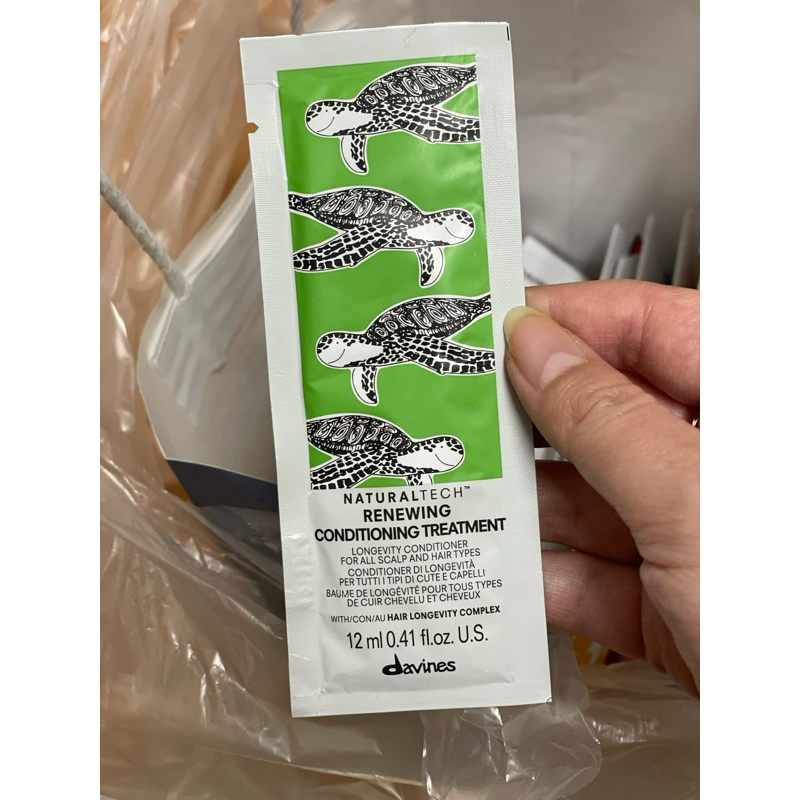 NATURALTECH™
RENEWING
CONDITIONING TREATMENT
LONGEVITY CONDITIONER
FOR ALL SCALP AND HAIR TYPES
CONDITIONER DI LONGEVITÀ
PER TUTTI I TIPI DI CUTE E CAPELLI
BAUME DE LONGÉVITÉ POUR TOUS TYPES
DE CUIR CHEVELU ET CHEVEUX
WITH/CON/AU HAIR LONGEVITY COMPLEX
12 ml 0.41 fl.oz. U.S.
davines